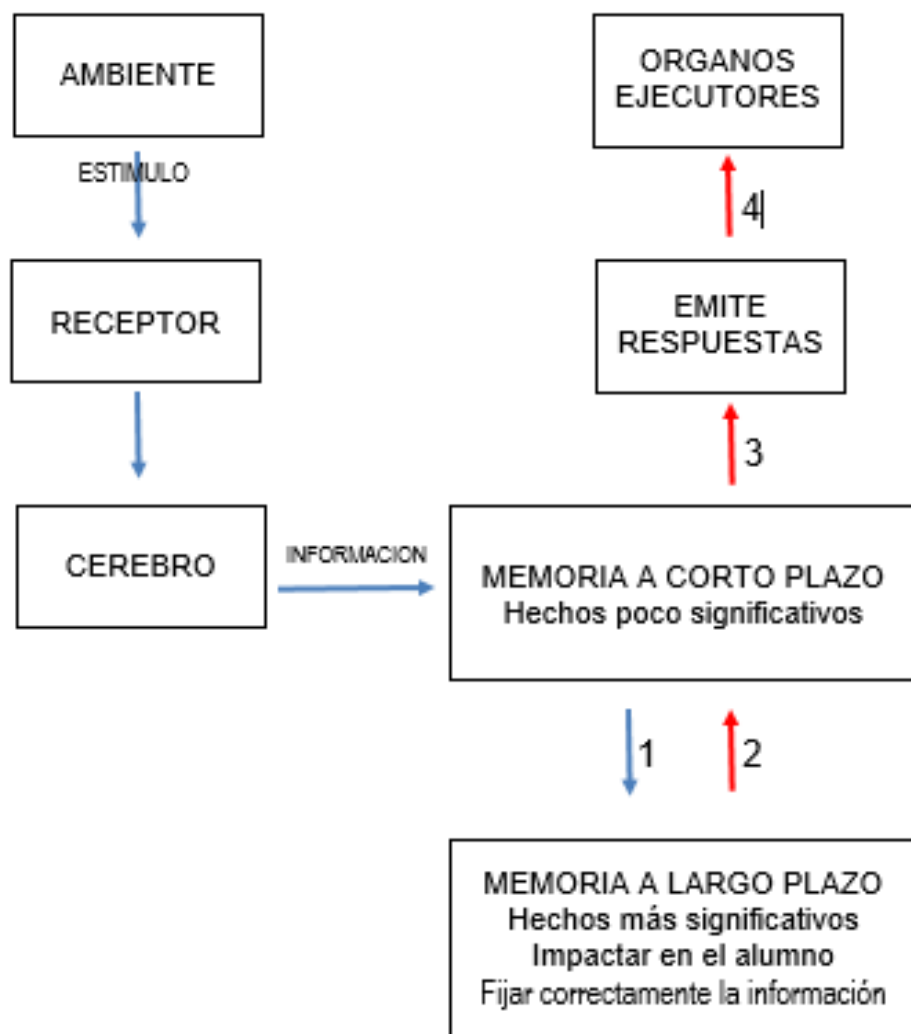 AMBIENTE
ESTIMULO
RECEPTOR
CEREBRO
INFORMACION
MEMORIA A CORTO PLAZO
Hechos poco significativos
1
2
MEMORIA A LARGO PLAZO
Hechos más significativos
Impactar en el alumno
Fijar correctamente la información
3
EMITE
RESPUESTAS
4
ORGANOS
EJECUTORES